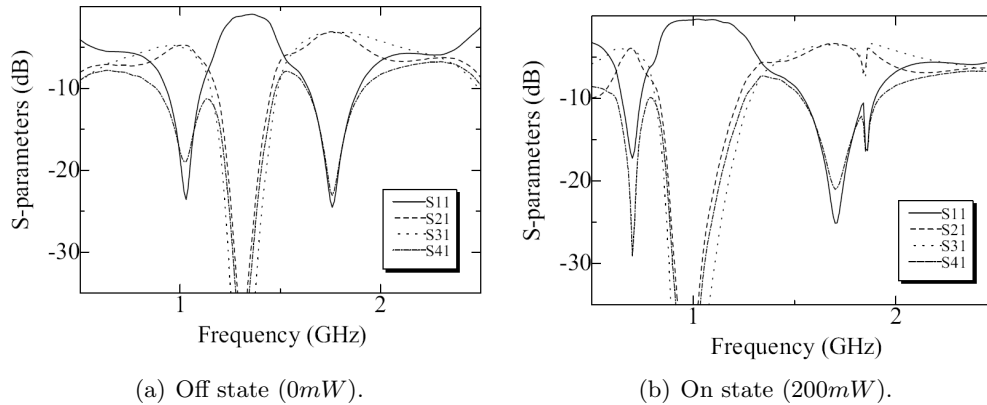 S-parameters (dB)
-10
-20
-30
1
2
Frequency (GHz)
S11
S21
S31
S41
(a) Off state (0mW).
S-parameters (dB)
-10
-20
-30
1
2
Frequency (GHz)
S11
S21
S31
S41
(b) On state (200mW).